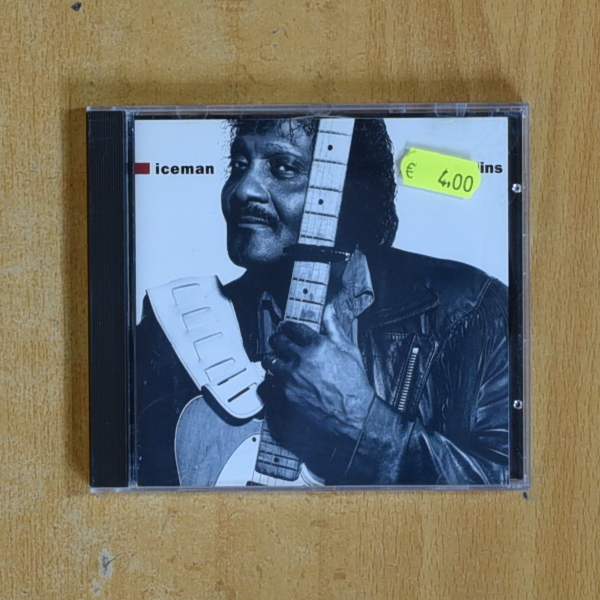 iceman
€ 4,00
lins